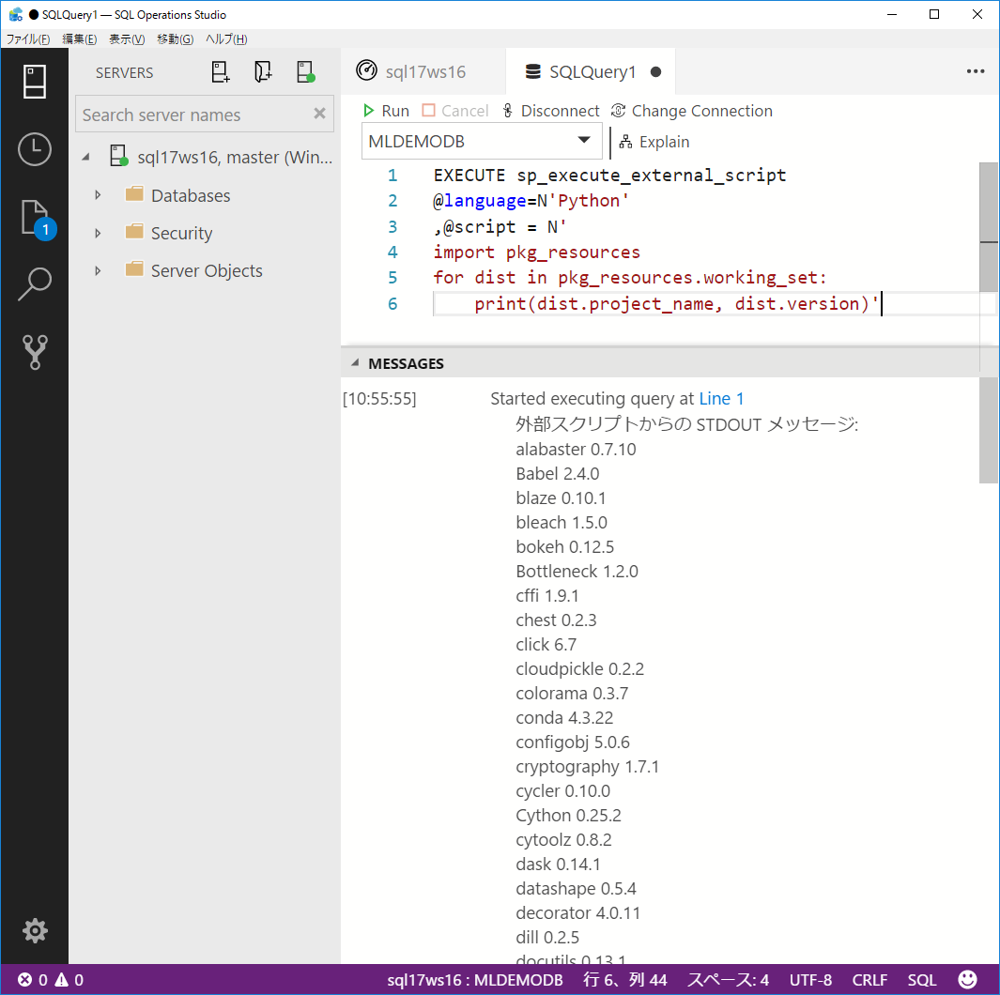 SQLQuery1 — SQL Operations Studio
ファイル(F) 編集(E) 表示(V) 移動(G) ヘルプ(H)
SERVERS
Search server names
sql17ws16, master (Win...
Databases
Security
Server Objects
1
sql17ws16
SQLQuery1
Run Cancel Disconnect Change Connection
MLDEMODB Explain
1 EXECUTE sp_execute_external_script
2 @language=N'Python'
3 ,@script = N'
4 import pkg_resources
5 for dist in pkg_resources.working_set:
6 print(dist.project_name, dist.version)'
MESSAGES
[10:55:55] Started executing query at Line 1
外部スクリプトからの STDOUT メッセージ:
alabaster 0.7.10
Babel 2.4.0
blaze 0.10.1
bleach 1.5.0
bokeh 0.12.5
Bottleneck 1.2.0
cffi 1.9.1
chest 0.2.3
click 6.7
cloudpickle 0.2.2
colorama 0.3.7
conda 4.3.22
configobj 5.0.6
cryptography 1.7.1
cycler 0.10.0
Cython 0.25.2
cytoolz 0.8.2
dask 0.14.1
datashape 0.5.4
decorator 4.0.11
dill 0.2.5
docutils 0.13.1
0 0 sql17ws16 : MLDEMODB 行 6、列 44 スペース: 4 UTF-8 CRLF SQL